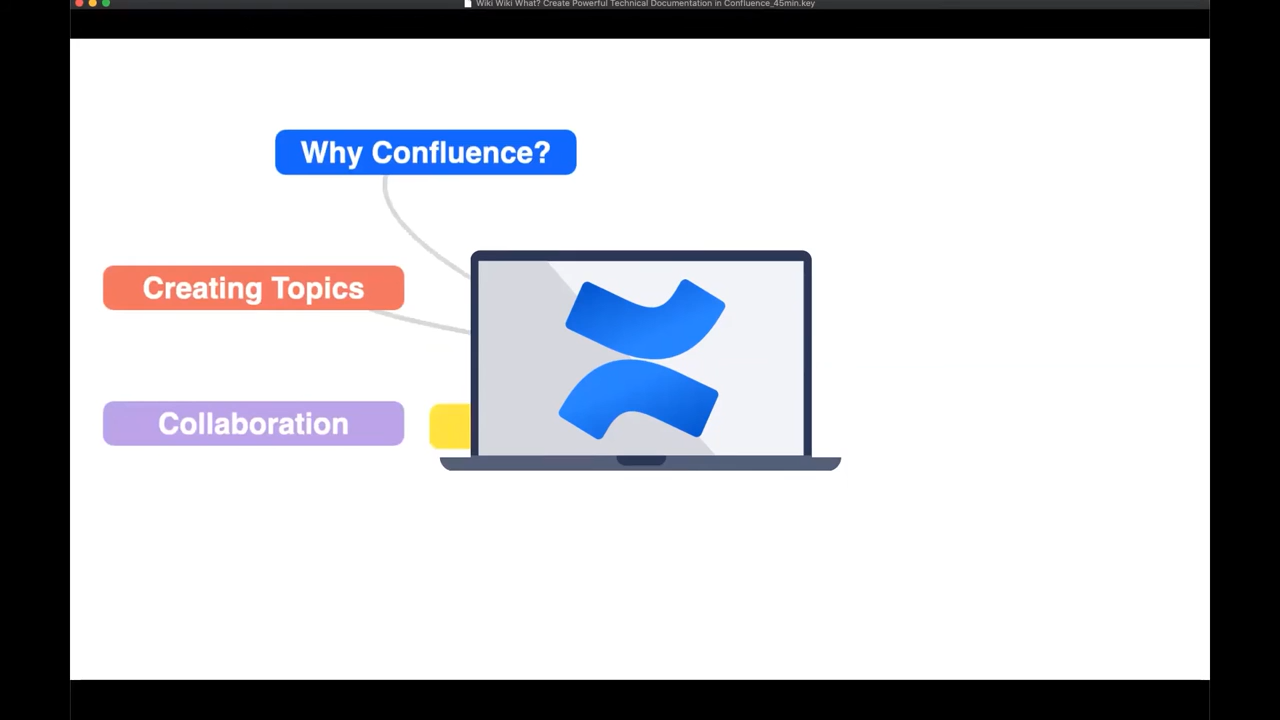 Wiki Wiki What? Create Powerful Technical Documentation in Confluence_45min.key
Why Confluence?
Creating Topics
Collaboration